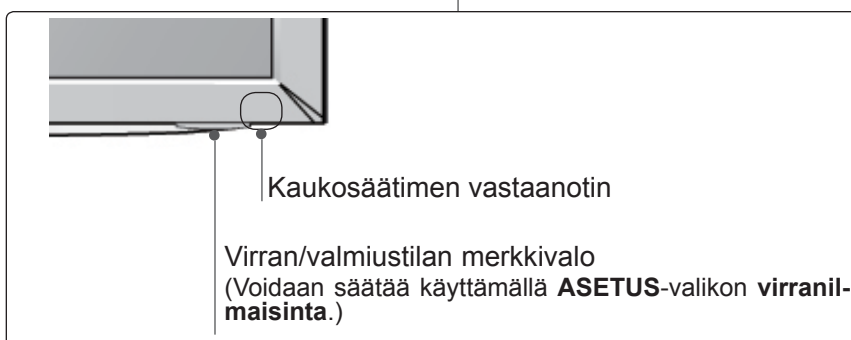 Kaukosäätimen vastaanotin
Virran/valmiustilan merkkivalo
(Voidaan säätää käyttämällä ASETUS-valikon virranil-
maisinta.)